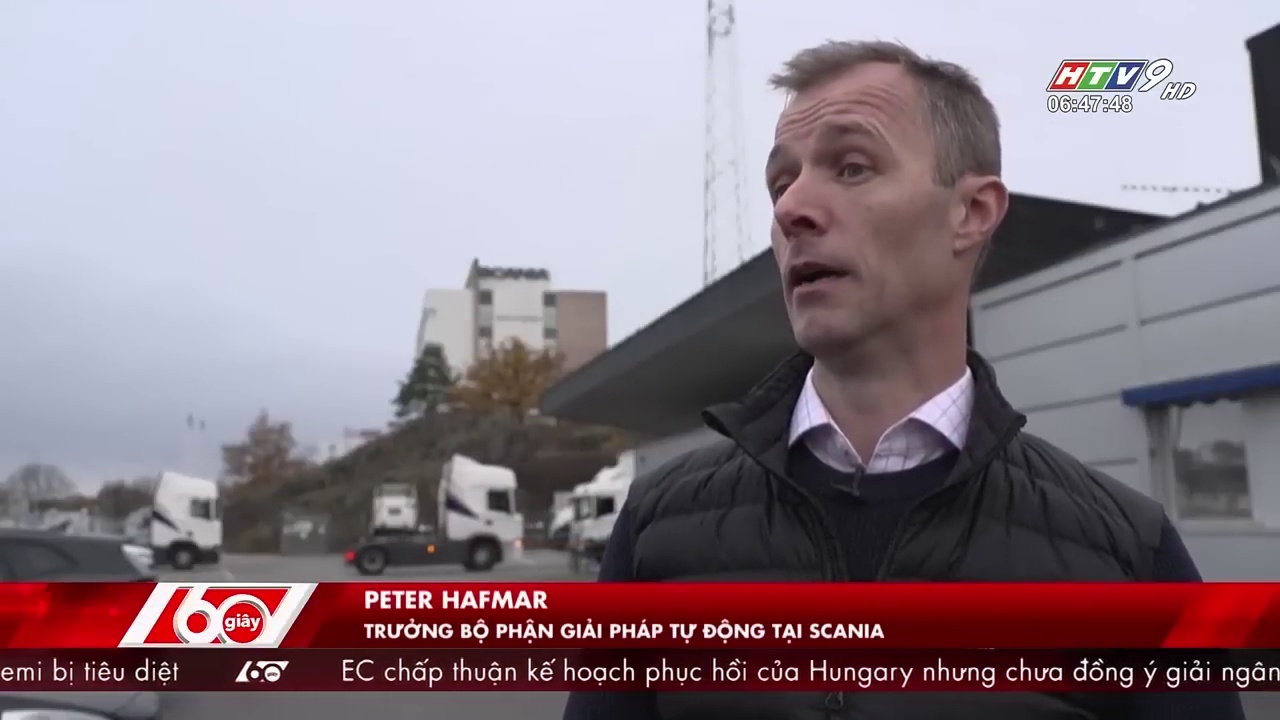 HTV9 HD
06:47:48
SCANIA
60 giây
PETER HAFMAR
TRƯỞNG BỘ PHẬN GIẢI PHÁP TỰ ĐỘNG TẠI SCANIA
emi bị tiêu diệt 60 EC chấp thuận kế hoạch phục hồi của Hungary nhưng chưa đồng ý giải ngân